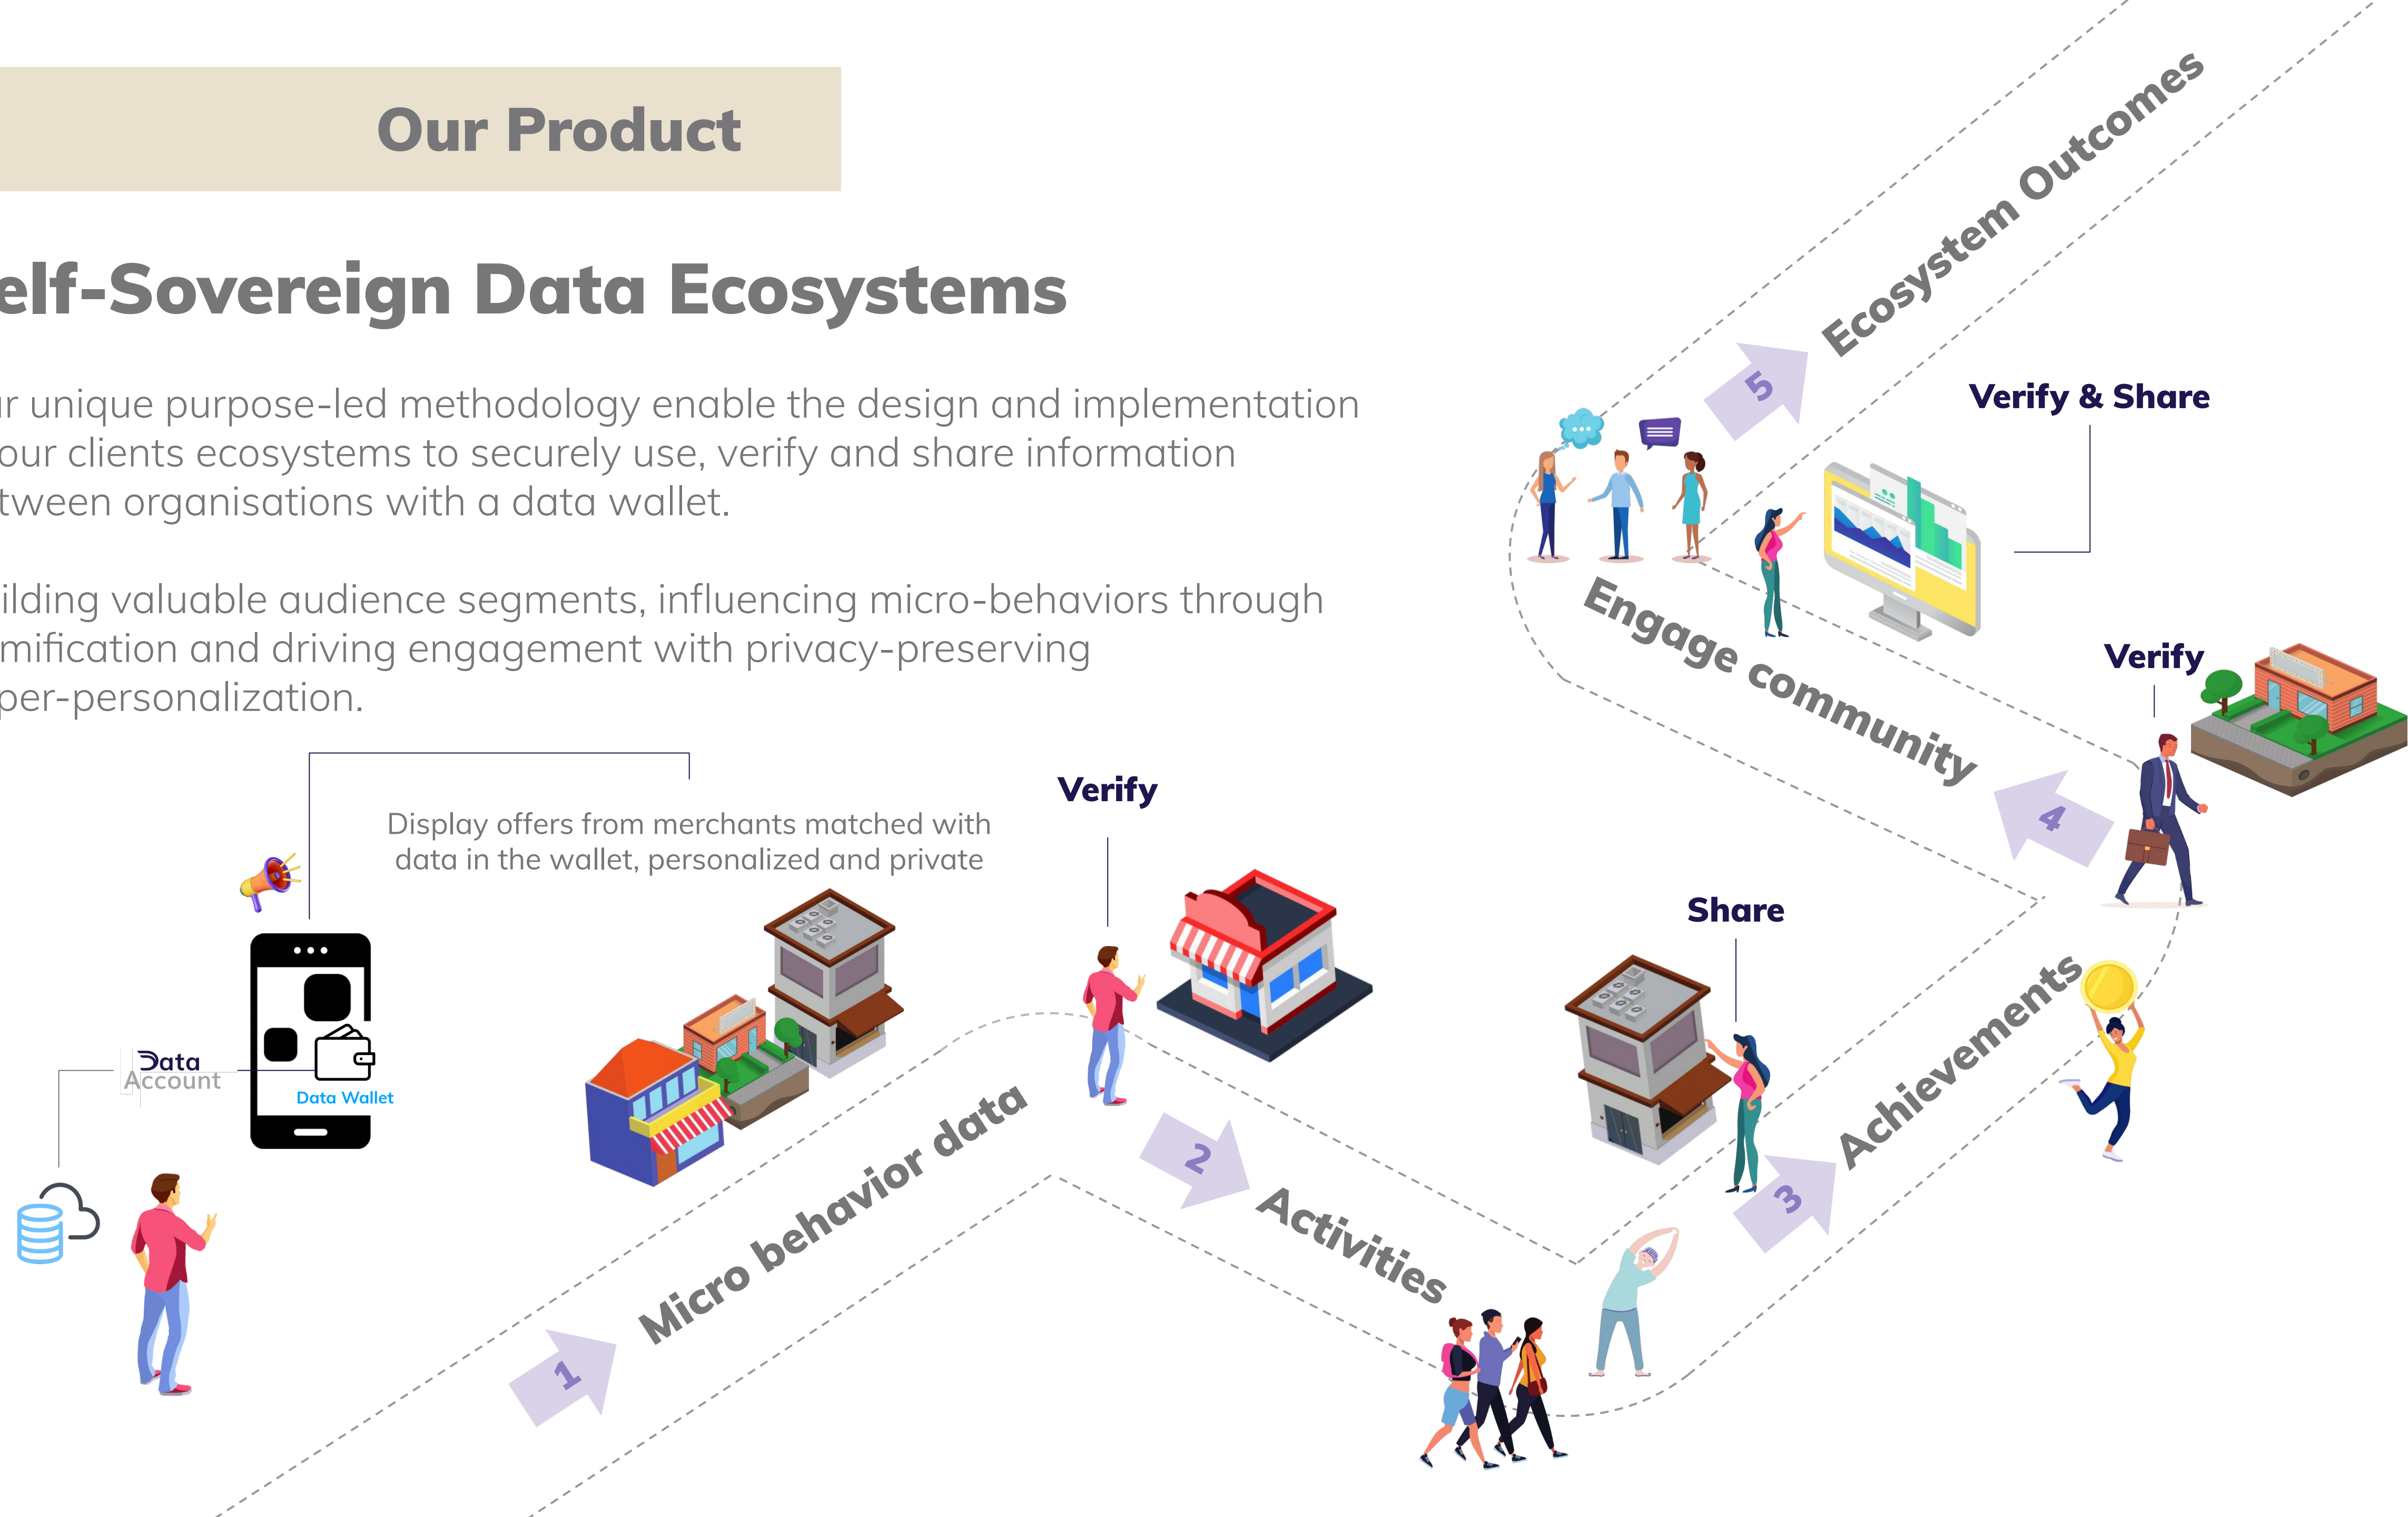 Our Product
elf-Sovereign Data Ecosystems
ur unique purpose-led methodology enable the design and implementation
our clients ecosystems to securely use, verify and share information
tween organisations with a data wallet.
ilding valuable audience segments, influencing micro-behaviors through
mification and driving engagement with privacy-preserving
per-personalization.
Display offers from merchants matched with
data in the wallet, personalized and private
Data
Account
Data Wallet
1
Micro behavior data
Verify
2
Activities
Share
3
Achievements
Verify
4
Engage community
Verify & Share
5
Ecosystem Outcomes